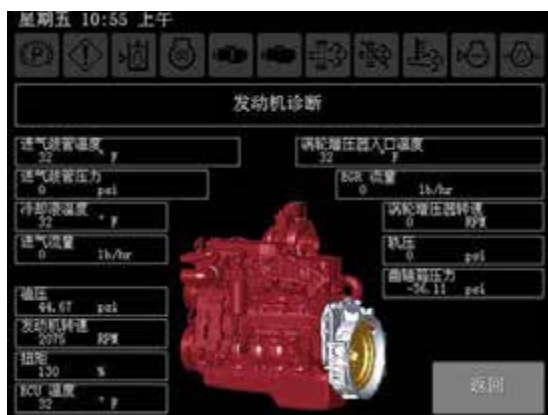 星期五 10:55 上午
发动机诊断
进气歧管温度
32 ° F
涡轮增压器入口温度
32 ° F
进气歧管压力
0 psi
EGR 流量
0 lb/hr
冷却液温度
32 ° F
涡轮增压器转速
0 RPM
进气流量
0 lb/hr
轨压
0 psi
曲轴箱压力
-56.11 psi
油压
44.67 psi
发动机转速
2075 RPM
扭矩
130 %
ECU 温度
32 ° F
返回